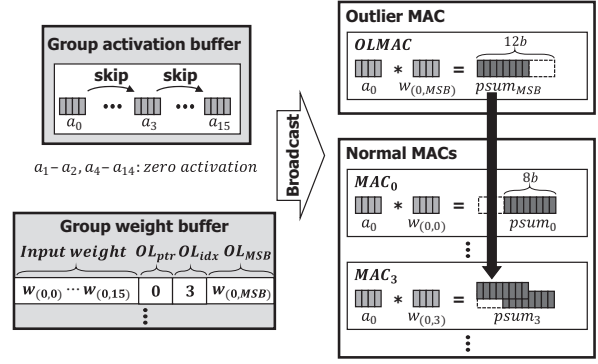 Group activation buffer
skip skip
a0 ... a3 ... a15
a1 – a2, a4 – a14: zero activation
Group weight buffer
Input weight OLptr OLidx OLMSB
w(0,0) ... w(0,15) 0 3 w(0,MSB)
Broadcast
Outlier MAC
OLMAC 12b
* =
a0 w(0,MSB) psumMSB
Normal MACs
MAC0 8b
* =
a0 w(0,0) psum0
MAC3
* =
a0 w(0,3) psum3